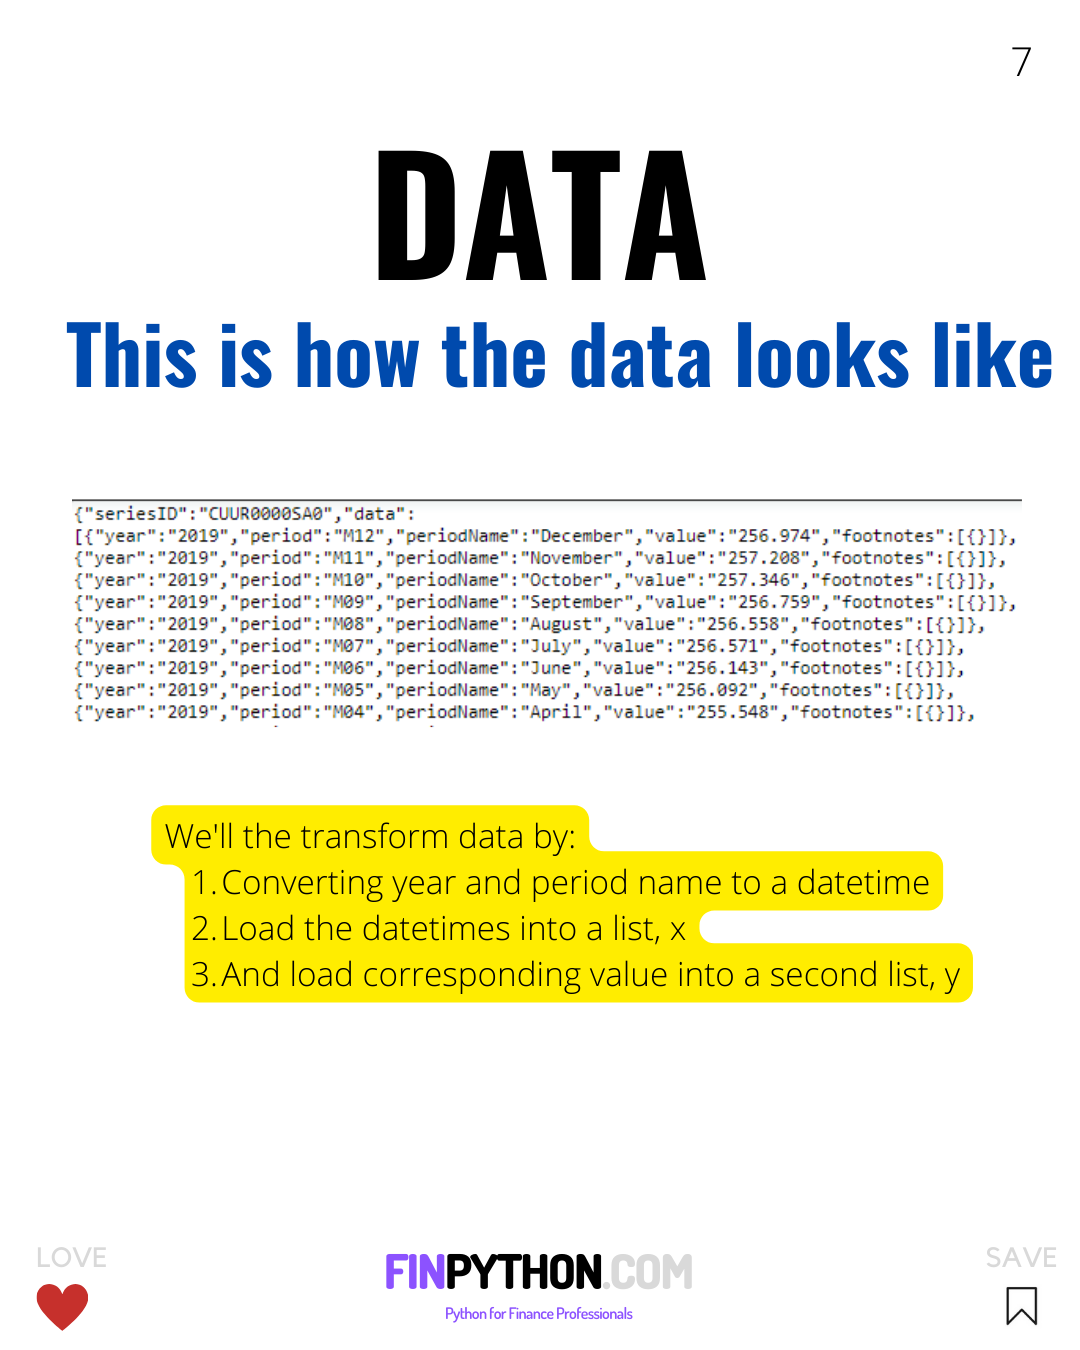 7
DATA
This is how the data looks like
{"seriesID":"CUUR0000SA0","data":
[{"year":"2019","period":"M12","periodName":"December","value":"256.974","footnotes":[{}]},
{"year":"2019","period":"M11","periodName":"November","value":"257.208","footnotes":[{}]},
{"year":"2019","period":"M10","periodName":"October","value":"257.346","footnotes":[{}]},
{"year":"2019","period":"M09","periodName":"September","value":"256.759","footnotes":[{}]},
{"year":"2019","period":"M08","periodName":"August","value":"256.558","footnotes":[{}]},
{"year":"2019","period":"M07","periodName":"July","value":"256.571","footnotes":[{}]},
{"year":"2019","period":"M06","periodName":"June","value":"256.143","footnotes":[{}]},
{"year":"2019","period":"M05","periodName":"May","value":"256.092","footnotes":[{}]},
{"year":"2019","period":"M04","periodName":"April","value":"255.548","footnotes":[{}]},
We'll the transform data by:
1. Converting year and period name to a datetime
2. Load the datetimes into a list, x
3. And load corresponding value into a second list, y
LOVE
FINPYTHON.COM
Python for Finance Professionals
SAVE